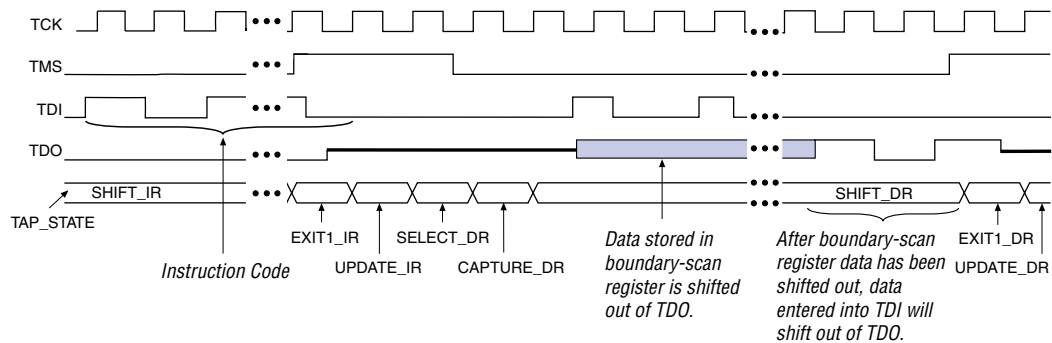 TCK
TMS
TDI
TDO
SHIFT_IR
SHIFT_DR
TAP_STATE
EXIT1_IR
SELECT_DR
EXIT1_DR
UPDATE_IR
CAPTURE_DR
UPDATE_DR
Instruction Code
Data stored in
boundary-scan
register is shifted
out of TDO.
After boundary-scan
register data has been
shifted out, data
entered into TDI will
shift out of TDO.